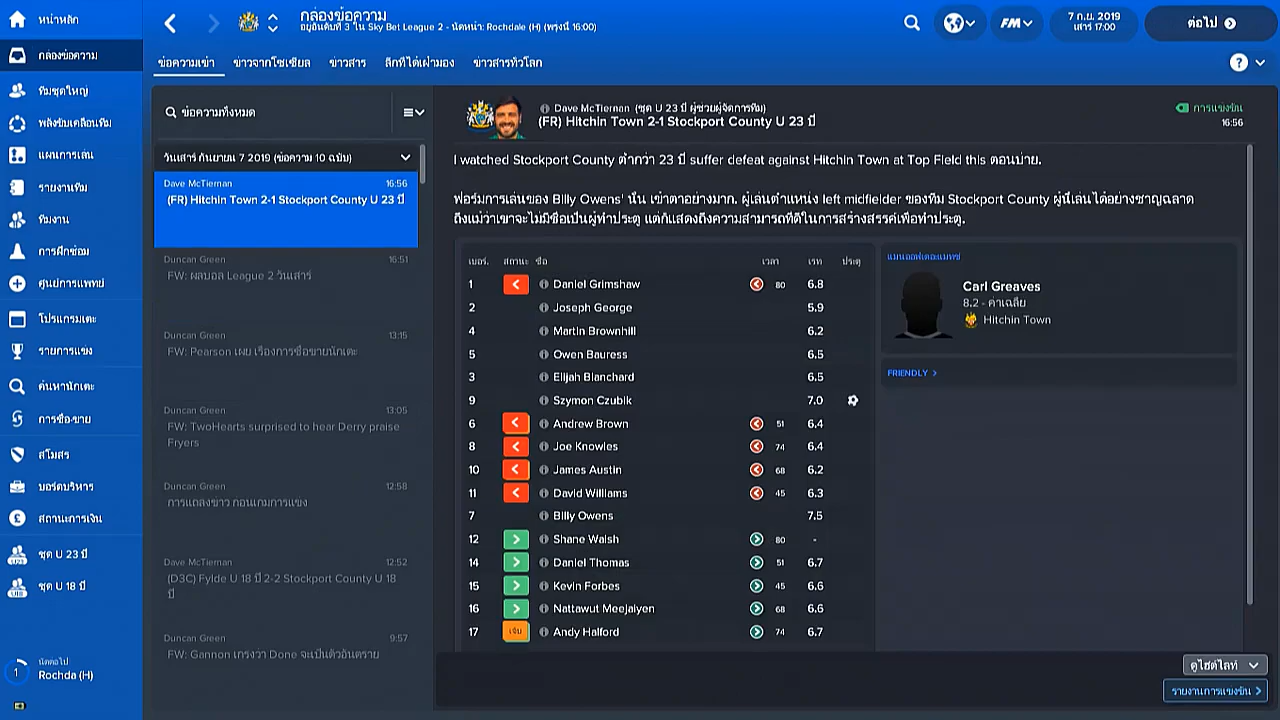 หน้าหลัก
กล่องข้อความ
ทีมชุดใหญ่
พลังขับเคลื่อนทีม
แผนการเล่น
รายงานทีม
ทีมงาน
การฝึกซ้อม
ศูนย์การแพทย์
โปรแกรมเตะ
รายการแข่ง
ค้นหานักเตะ
การซื้อ-ขาย
สโมสร
บอร์ดบริหาร
สถานะการเงิน
ชุด U 23 ปี
ชุด U 18 ปี
นัดต่อไป
1 Rochda (H)
กล่องข้อความ
อยู่อันดับที่ 3 ใน Sky Bet League 2 - นัดหน้า: Rochdale (H) (พรุ่งนี้ 16:00)
FM
7 ก.ย. 2019
เสาร์ 17:00
ต่อไป
ข้อความเข้า ข่าวจากโซเชียล ข่าวสาร ลีกที่ได้เฝ้ามอง ข่าวสารทั่วโลก
?
ข้อความทั้งหมด
วันเสาร์ กันยายน 7 2019 (ข้อความ 10 ฉบับ)
Dave McTiernan 16:56
(FR) Hitchin Town 2-1 Stockport County U 23 ปี
Duncan Green 16:51
FW: ผลบอล League 2 วันเสาร์
Duncan Green 13:15
FW: Pearson เผย เรื่องการซื้อขายนักเตะ
Duncan Green 13:05
FW: TwoHearts surprised to hear Derry praise
Fryers
Duncan Green 12:58
การแถลงข่าว ก่อนเกมการแข่ง
Dave McTiernan 12:52
(D3C) Fylde U 18 ปี 2-2 Stockport County U 18
ปี
Duncan Green 9:57
FW: Gannon เกรงว่า Done จะเป็นตัวอันตราย
Dave McTiernan (ชุด U 23 ปี ผู้ช่วยผู้จัดการทีม)
(FR) Hitchin Town 2-1 Stockport County U 23 ปี
การแข่งขัน
16:56
I watched Stockport County ต่ำกว่า 23 ปี suffer defeat against Hitchin Town at Top Field this ตอนบ่าย.
ฟอร์มการเล่นของ Billy Owens' นั้น เข้าตาอย่างมาก. ผู้เล่นตำแหน่ง left midfielder ของทีม Stockport County ผู้นี้เล่นได้อย่างชาญฉลาด
ถึงแม้ว่าเขาจะไม่มีชื่อเป็นผู้ทำประตู แต่ก็แสดงถึงความสามารถที่ดีในการสร้างสรรค์เพื่อทำประตู.
เบอร์. สถานะ ชื่อ เวลา เรท ประตู
1 Daniel Grimshaw 80 6.8
2 Joseph George 5.9
4 Martin Brownhill 6.2
5 Owen Bauress 6.5
3 Elijah Blanchard 6.5
9 Szymon Czubik 7.0
6 Andrew Brown 51 6.4
8 Joe Knowles 74 6.4
10 James Austin 68 6.2
11 David Williams 45 6.3
7 Billy Owens 7.5
12 Shane Walsh 80 -
14 Daniel Thomas 51 6.7
15 Kevin Forbes 45 6.6
16 Nattawut Meejaiyen 68 6.6
17 เจ็บ Andy Halford 74 6.7
แมนออฟเดอะแมทช์
Carl Greaves
8.2 - ค่าเฉลี่ย
Hitchin Town
FRIENDLY >
ดูไฮต์ไลท์
รายงานการแข่งขัน >